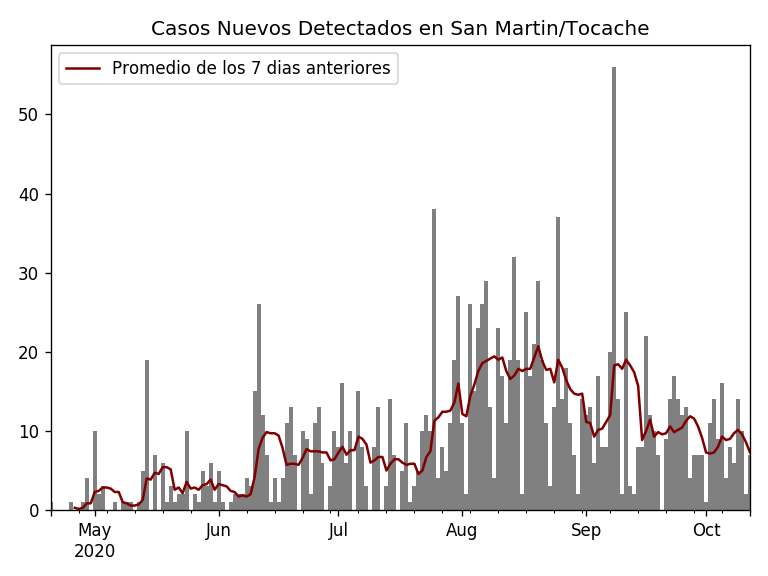 Casos Nuevos Detectados en San Martin/Tocache
Promedio de los 7 dias anteriores
50
40
30
20
10
0
May Jun Jul Aug Sep Oct
2020